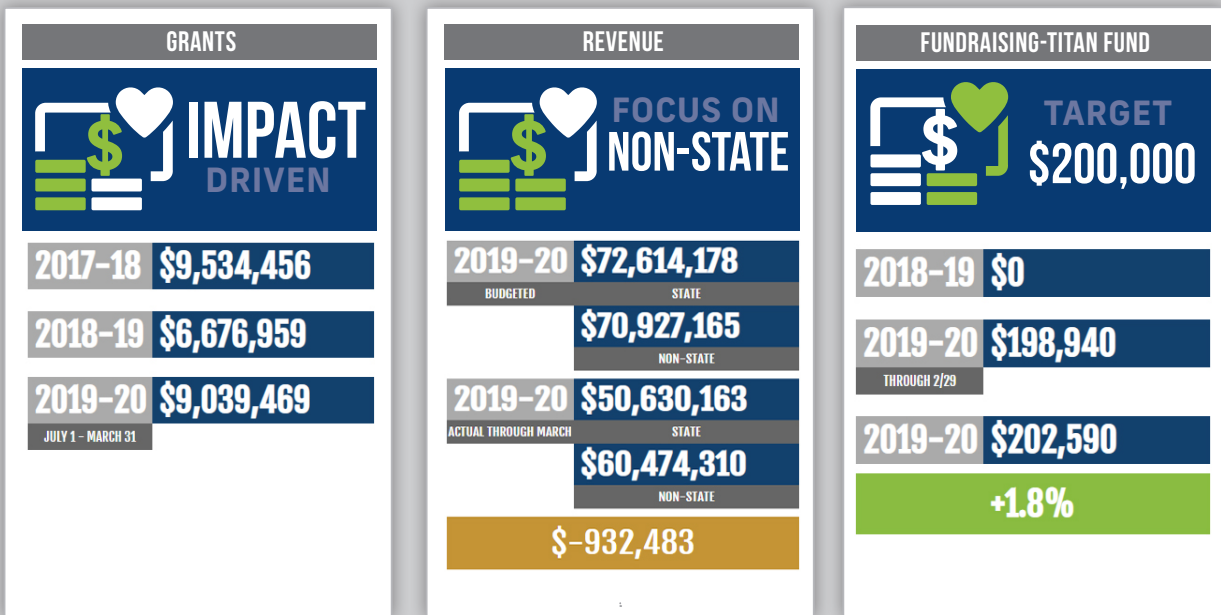 GRANTS
$
IMPACT
DRIVEN
2017-18 $9,534,456
2018-19 $6,676,959
2019-20 $9,039,469
JULY 1 - MARCH 31
REVENUE
$
FOCUS ON
NON-STATE
2019-20 $72,614,178
BUDGETED STATE
$70,927,165
NON-STATE
2019-20 $50,630,163
ACTUAL THROUGH MARCH STATE
$60,474,310
NON-STATE
$-932,483
FUNDRAISING-TITAN FUND
$
TARGET
$200,000
2018-19 $0
2019-20 $198,940
THROUGH 2/29
2019-20 $202,590
+1.8%